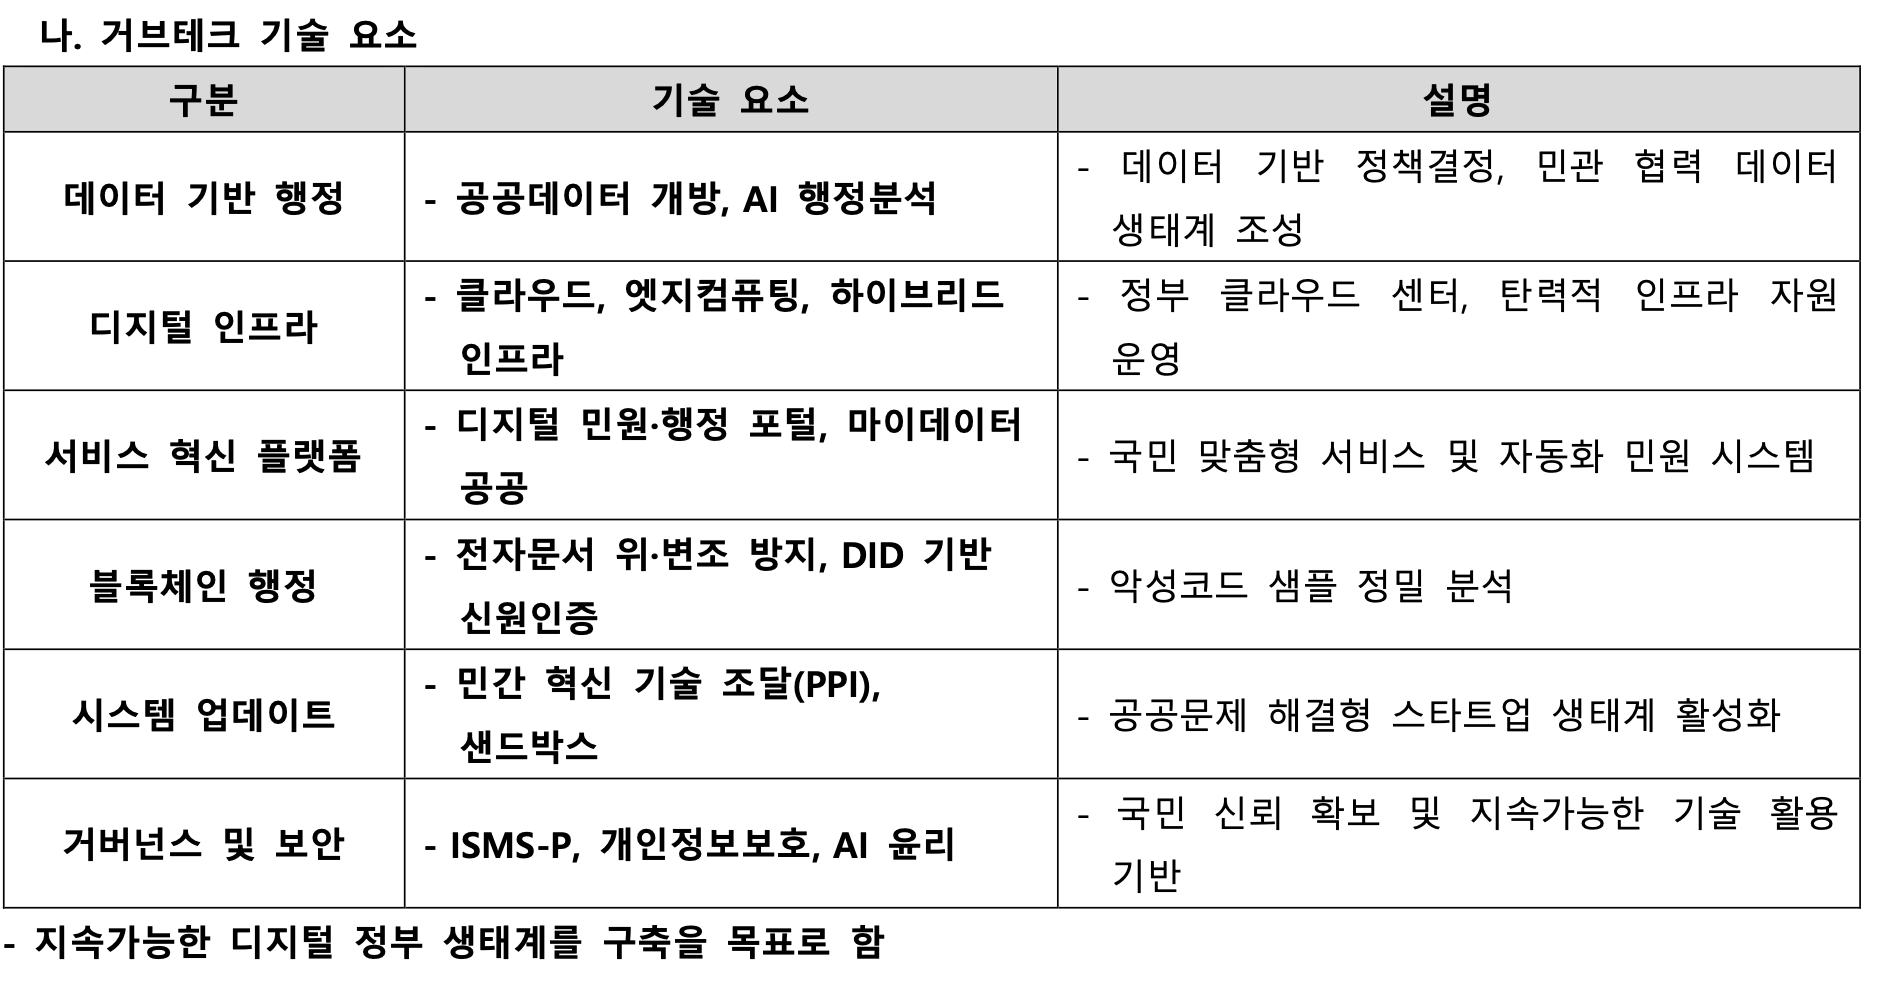 나. 거브테크 기술 요소
구분 기술 요소 설명
데이터 기반 행정
- 공공데이터 개방, AI 행정분석
- 데이터 기반 정책결정, 민관 협력 데이터
생태계 조성
디지털 인프라
- 클라우드, 엣지컴퓨팅, 하이브리드
인프라
- 정부 클라우드 센터, 탄력적 인프라 자원
운영
서비스 혁신 플랫폼
- 디지털 민원·행정 포털, 마이데이터
공공
- 국민 맞춤형 서비스 및 자동화 민원 시스템
블록체인 행정
- 전자문서 위·변조 방지, DID 기반
신원인증
- 악성코드 샘플 정밀 분석
시스템 업데이트
- 민간 혁신 기술 조달(PPI),
샌드박스
- 공공문제 해결형 스타트업 생태계 활성화
거버넌스 및 보안
- ISMS-P, 개인정보보호, AI 윤리
- 국민 신뢰 확보 및 지속가능한 기술 활용
기반
- 지속가능한 디지털 정부 생태계를 구축을 목표로 함